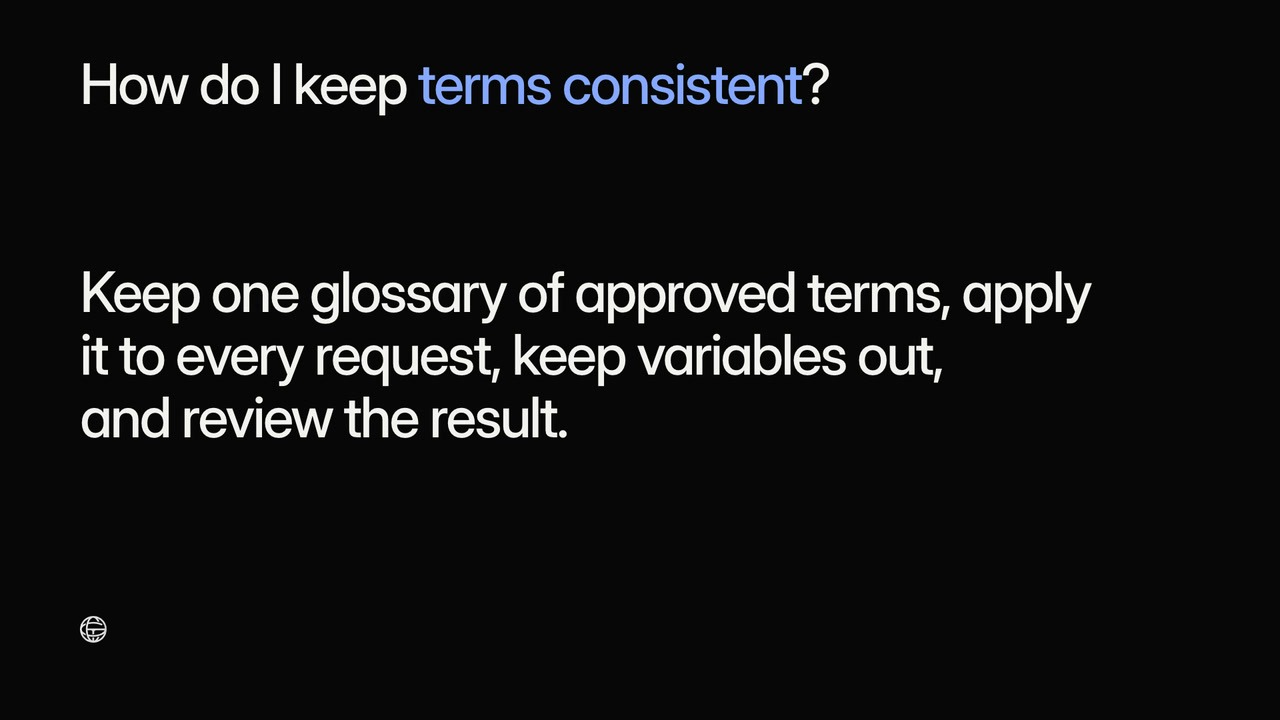 How do I keep terms consistent?
Keep one glossary of approved terms, apply
it to every request, keep variables out,
and review the result.